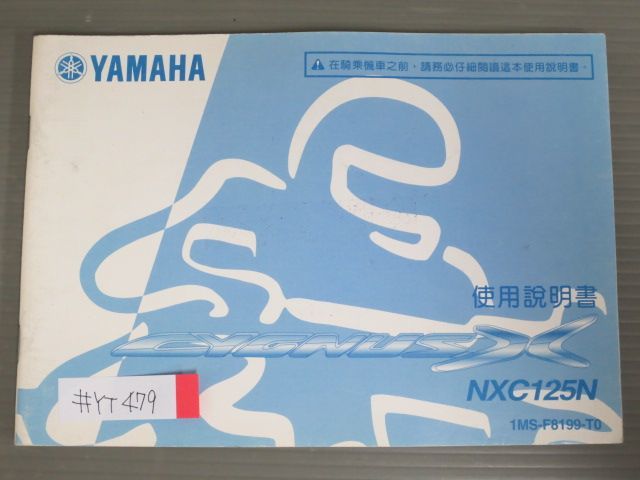 YAMAHA
⚠ 在騎乘機車之前，請務必仔細閱讀這本使用說明書。
使用說明書
CYGNUS X
NXC125N
1MS-F8199-T0
#YT479